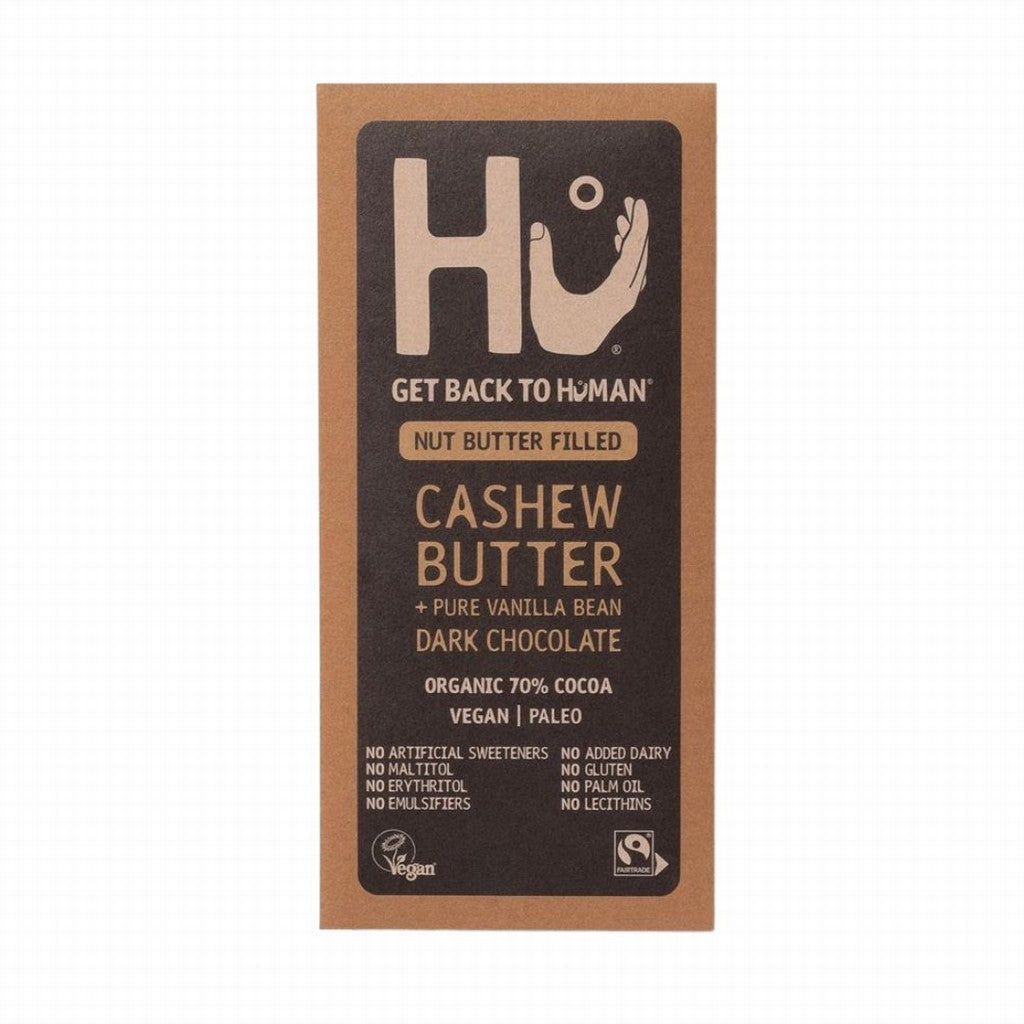 Hu®
GET BACK TO HUMAN®
NUT BUTTER FILLED
CASHEW
BUTTER
+ PURE VANILLA BEAN
DARK CHOCOLATE
ORGANIC 70% COCOA
VEGAN | PALEO
NO ARTIFICIAL SWEETENERS
NO MALTITOL
NO ERYTHRITOL
NO EMULSIFIERS
NO ADDED DAIRY
NO GLUTEN
NO PALM OIL
NO LECITHINS
Vegan
FAIRTRADE